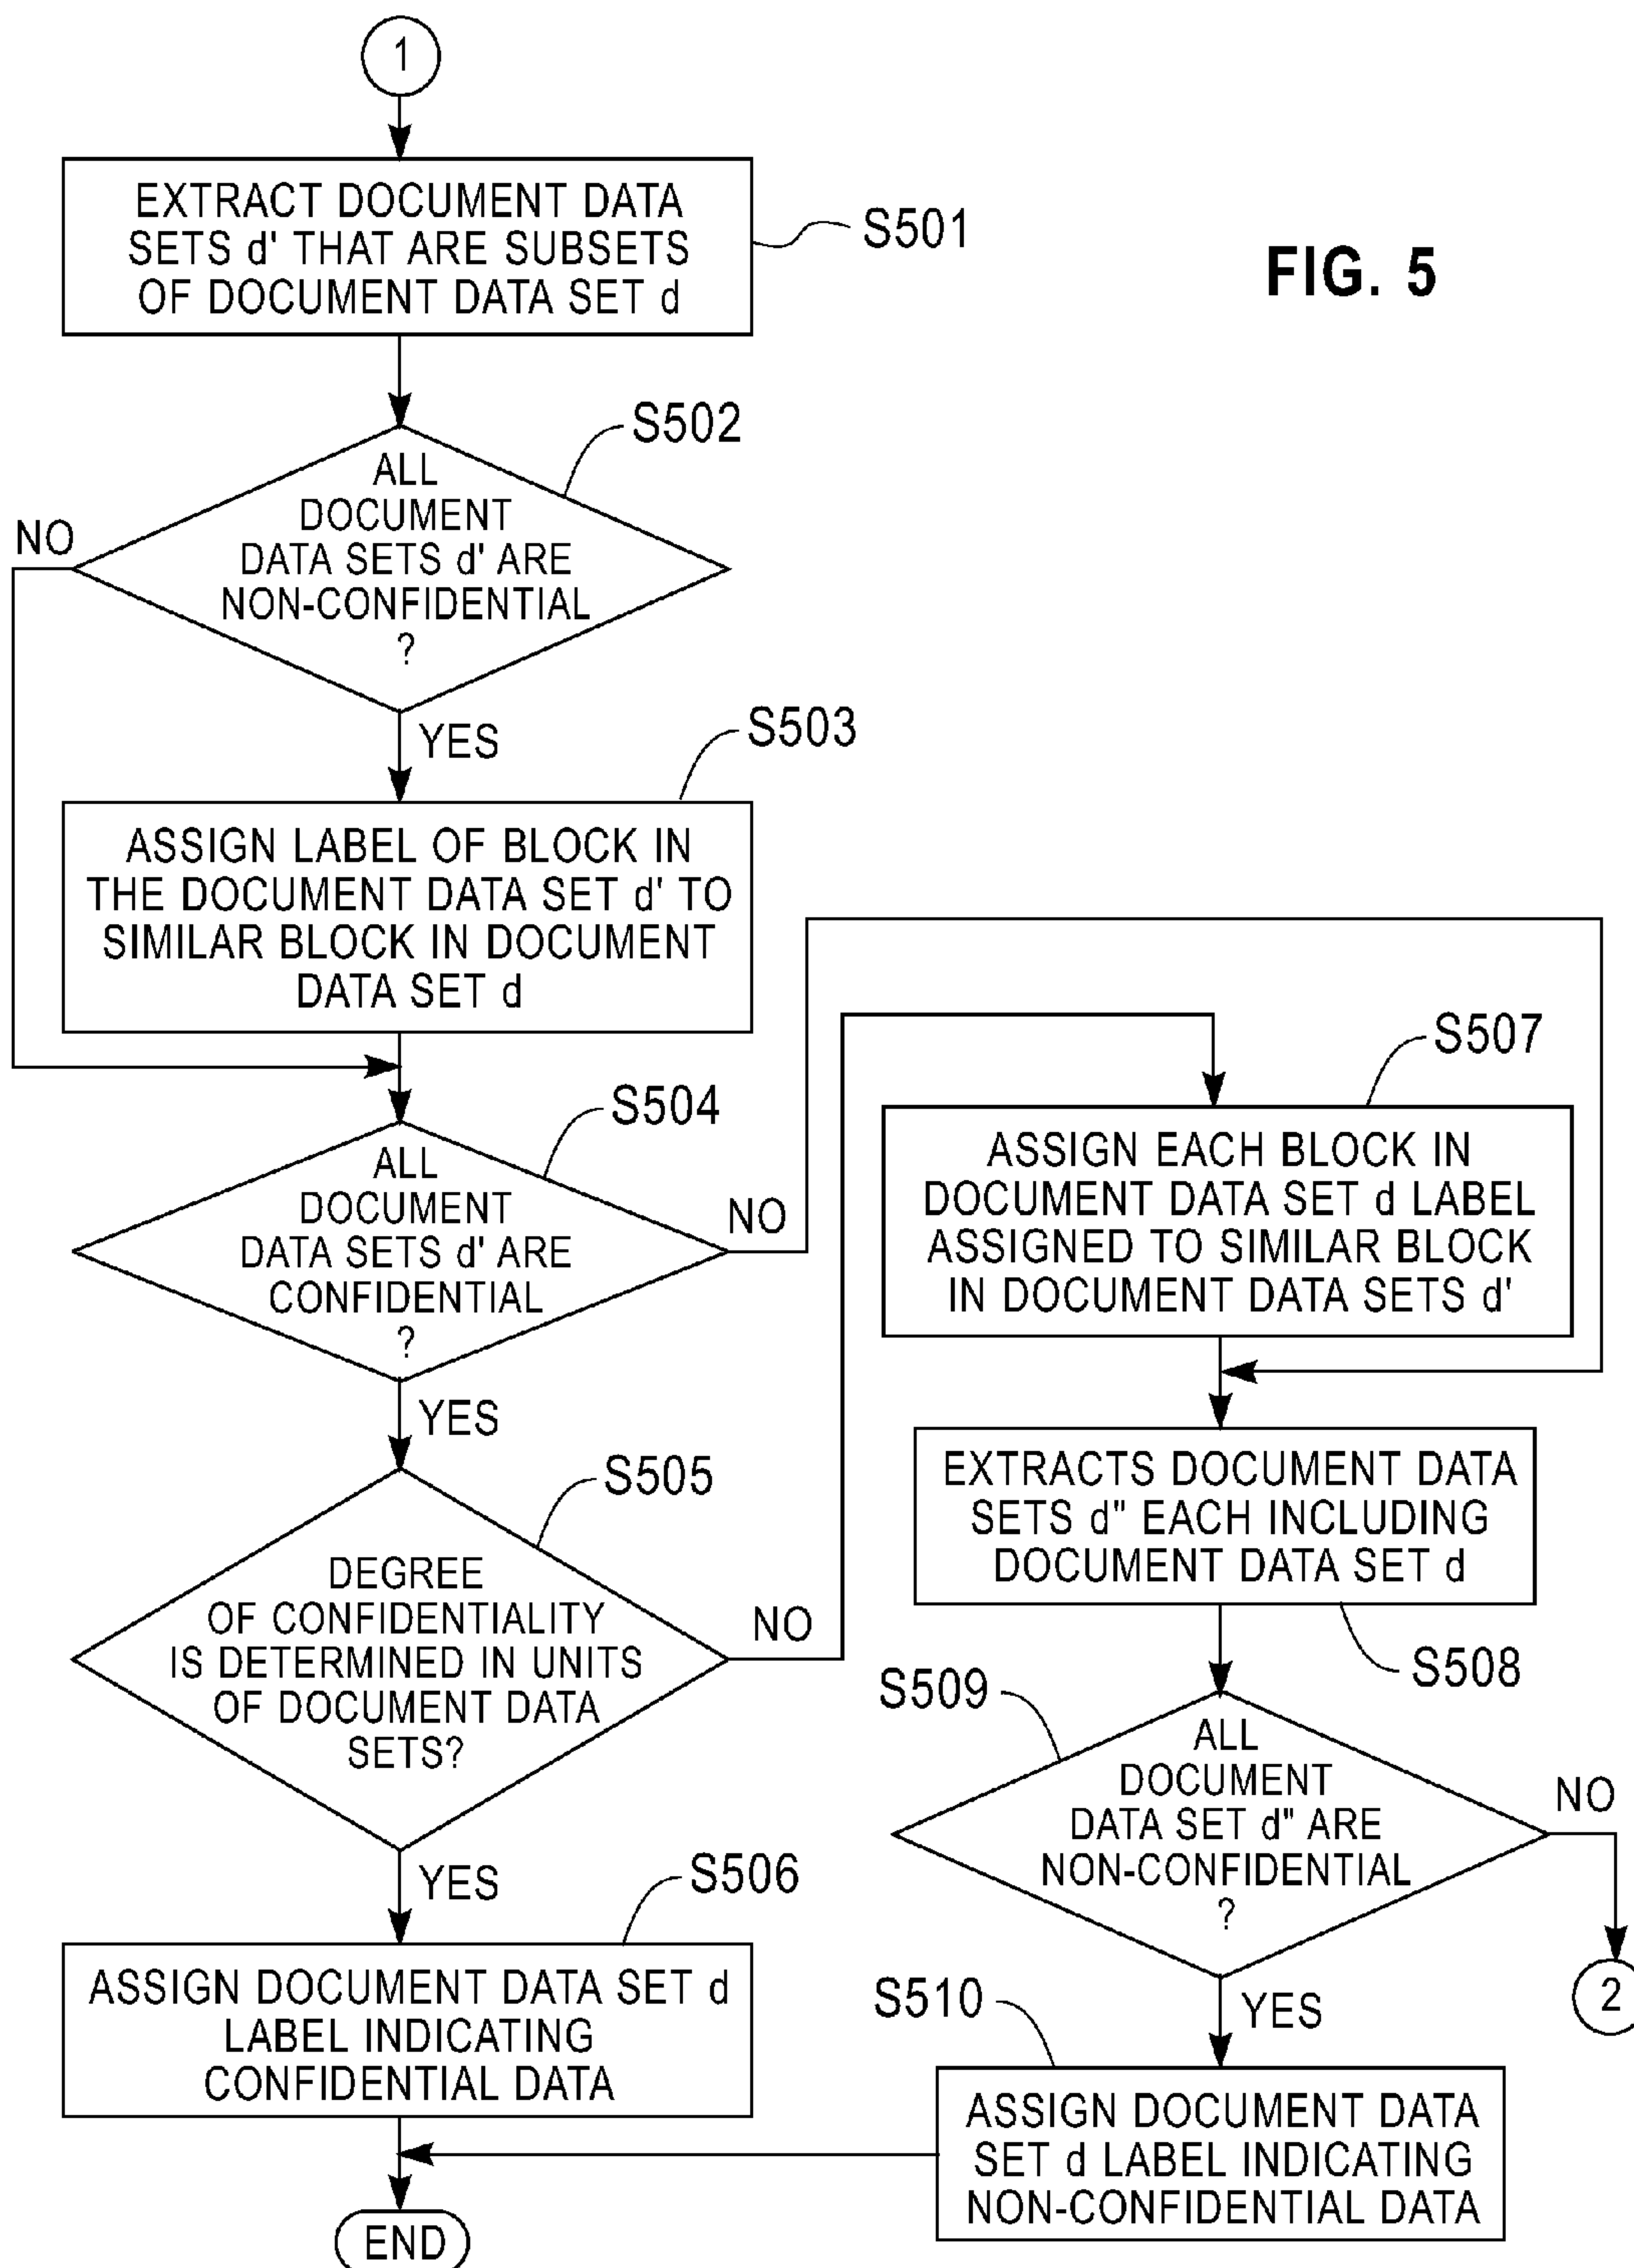 1
EXTRACT DOCUMENT DATA
SETS d' THAT ARE SUBSETS
OF DOCUMENT DATA SET d
S501
FIG. 5
S502
ALL
DOCUMENT
DATA SETS d' ARE
NON-CONFIDENTIAL
?
NO
YES
S503
ASSIGN LABEL OF BLOCK IN
THE DOCUMENT DATA SET d' TO
SIMILAR BLOCK IN DOCUMENT
DATA SET d
S504
ALL
DOCUMENT
DATA SETS d' ARE
CONFIDENTIAL
?
NO
YES
S505
DEGREE
OF CONFIDENTIALITY
IS DETERMINED IN UNITS
OF DOCUMENT DATA
SETS?
NO
YES
S506
ASSIGN DOCUMENT DATA SET d
LABEL INDICATING
CONFIDENTIAL DATA
END
S507
ASSIGN EACH BLOCK IN
DOCUMENT DATA SET d LABEL
ASSIGNED TO SIMILAR BLOCK
IN DOCUMENT DATA SETS d'
EXTRACTS DOCUMENT DATA
SETS d" EACH INCLUDING
DOCUMENT DATA SET d
S508
S509
ALL
DOCUMENT
DATA SET d" ARE
NON-CONFIDENTIAL
?
NO
2
YES
S510
ASSIGN DOCUMENT DATA
SET d LABEL INDICATING
NON-CONFIDENTIAL DATA